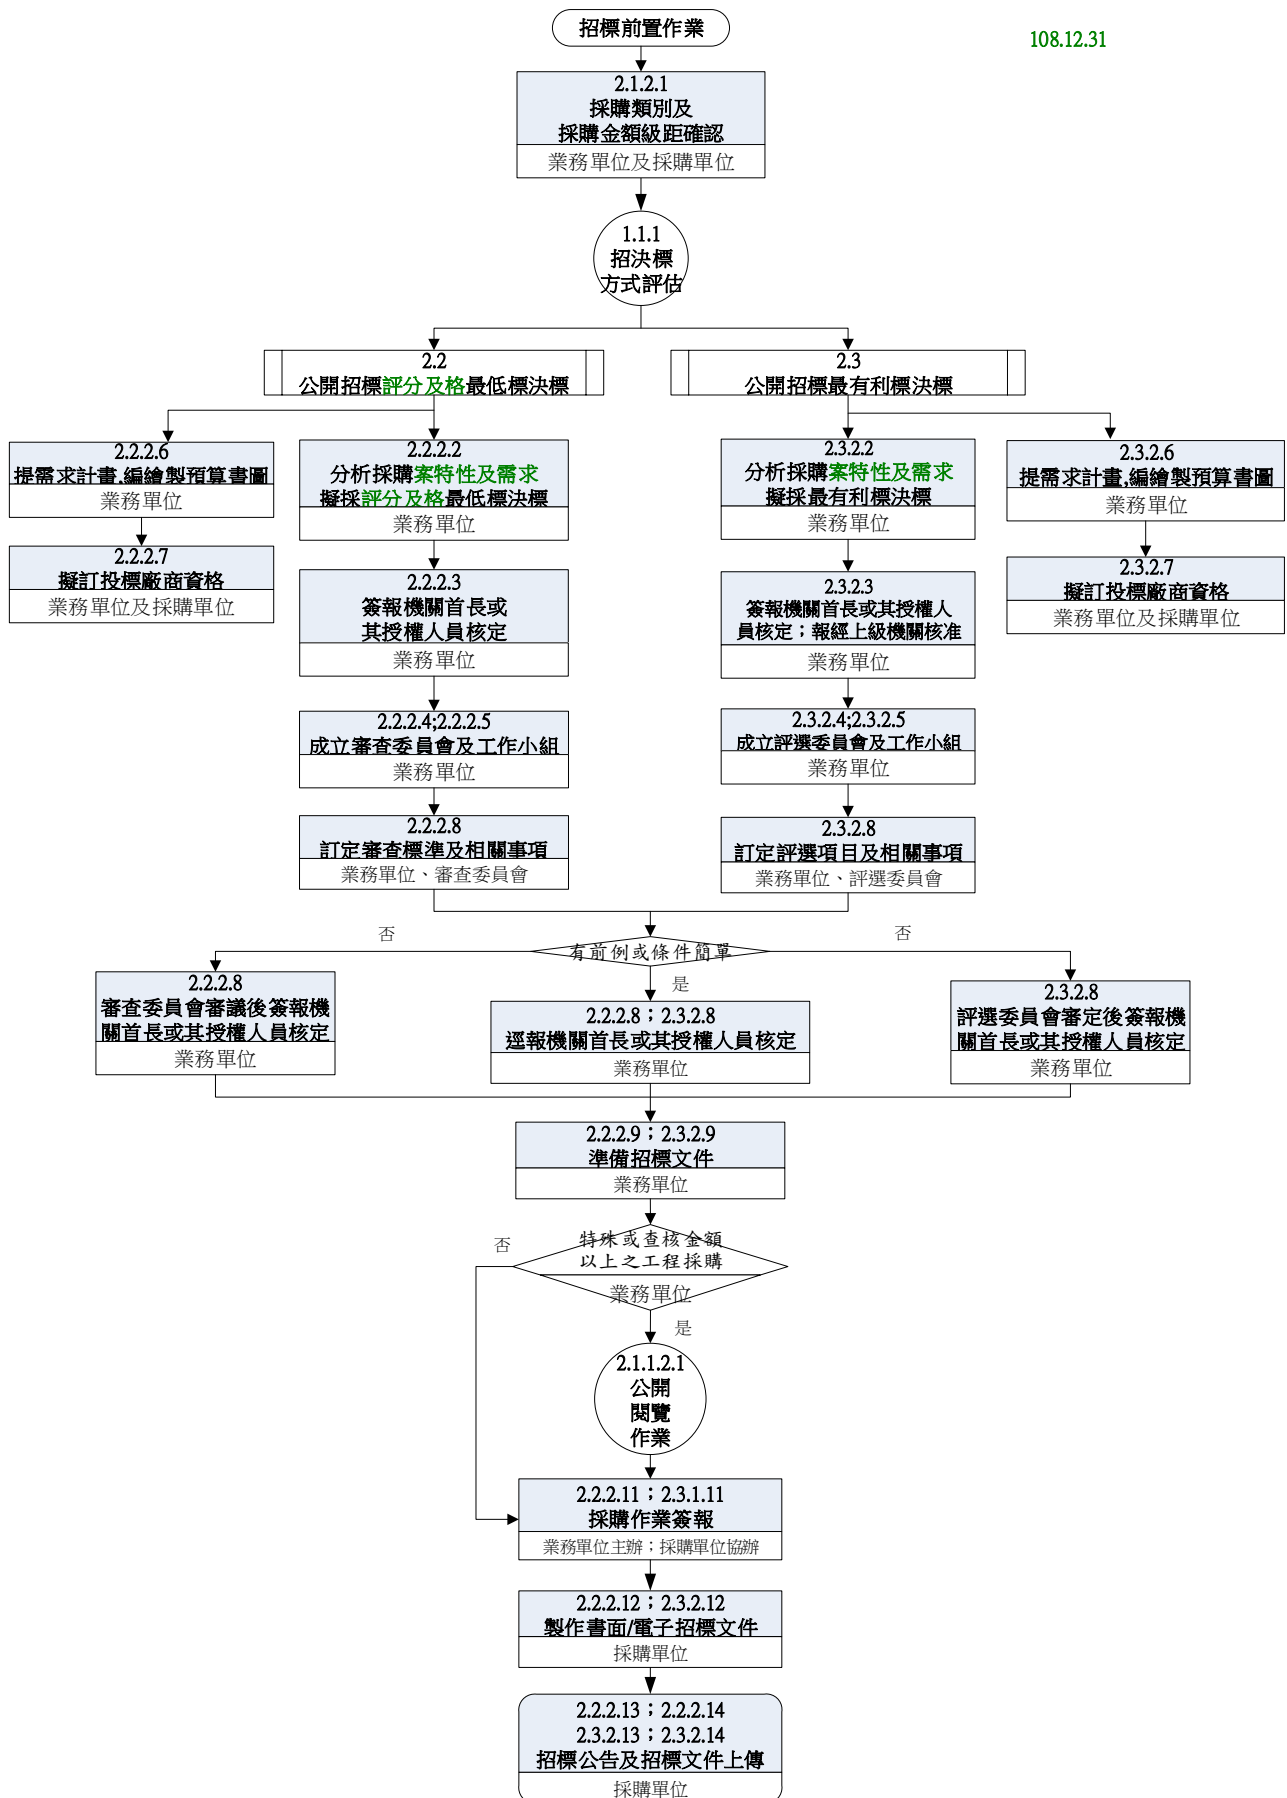 招標前置作業
108.12.31
2.1.2.1
採購類別及
採購金額級距確認
業務單位及採購單位
1.1.1
招決標
方式評估
2.2
公開招標評分及格最低標決標
2.3
公開招標最有利標決標
2.2.2.6
提需求計畫,編繪製預算書圖
業務單位
2.2.2.7
擬訂投標廠商資格
業務單位及採購單位
2.2.2.2
分析採購案特性及需求
擬採評分及格最低標決標
業務單位
2.2.2.3
簽報機關首長或
其授權人員核定
業務單位
2.2.2.4;2.2.2.5
成立審查委員會及工作小組
業務單位
2.2.2.8
訂定審查標準及相關事項
業務單位、審查委員會
2.3.2.2
分析採購案特性及需求
擬採最有利標決標
業務單位
2.3.2.3
簽報機關首長或其授權人
員核定；報經上級機關核准
業務單位
2.3.2.4;2.3.2.5
成立評選委員會及工作小組
業務單位
2.3.2.8
訂定評選項目及相關事項
業務單位、評選委員會
2.3.2.6
提需求計畫,編繪製預算書圖
業務單位
2.3.2.7
擬訂投標廠商資格
業務單位及採購單位
否
有前例或條件簡單
否
是
2.2.2.8
審查委員會審議後簽報機
關首長或其授權人員核定
業務單位
2.2.2.8；2.3.2.8
逕報機關首長或其授權人員核定
業務單位
2.3.2.8
評選委員會審定後簽報機
關首長或其授權人員核定
業務單位
2.2.2.9；2.3.2.9
準備招標文件
業務單位
否
特殊或查核金額
以上之工程採購
業務單位
是
2.1.1.2.1
公開
閱覽
作業
2.2.2.11；2.3.1.11
採購作業簽報
業務單位主辦；採購單位協辦
2.2.2.12；2.3.2.12
製作書面/電子招標文件
採購單位
2.2.2.13；2.2.2.14
2.3.2.13；2.3.2.14
招標公告及招標文件上傳
採購單位